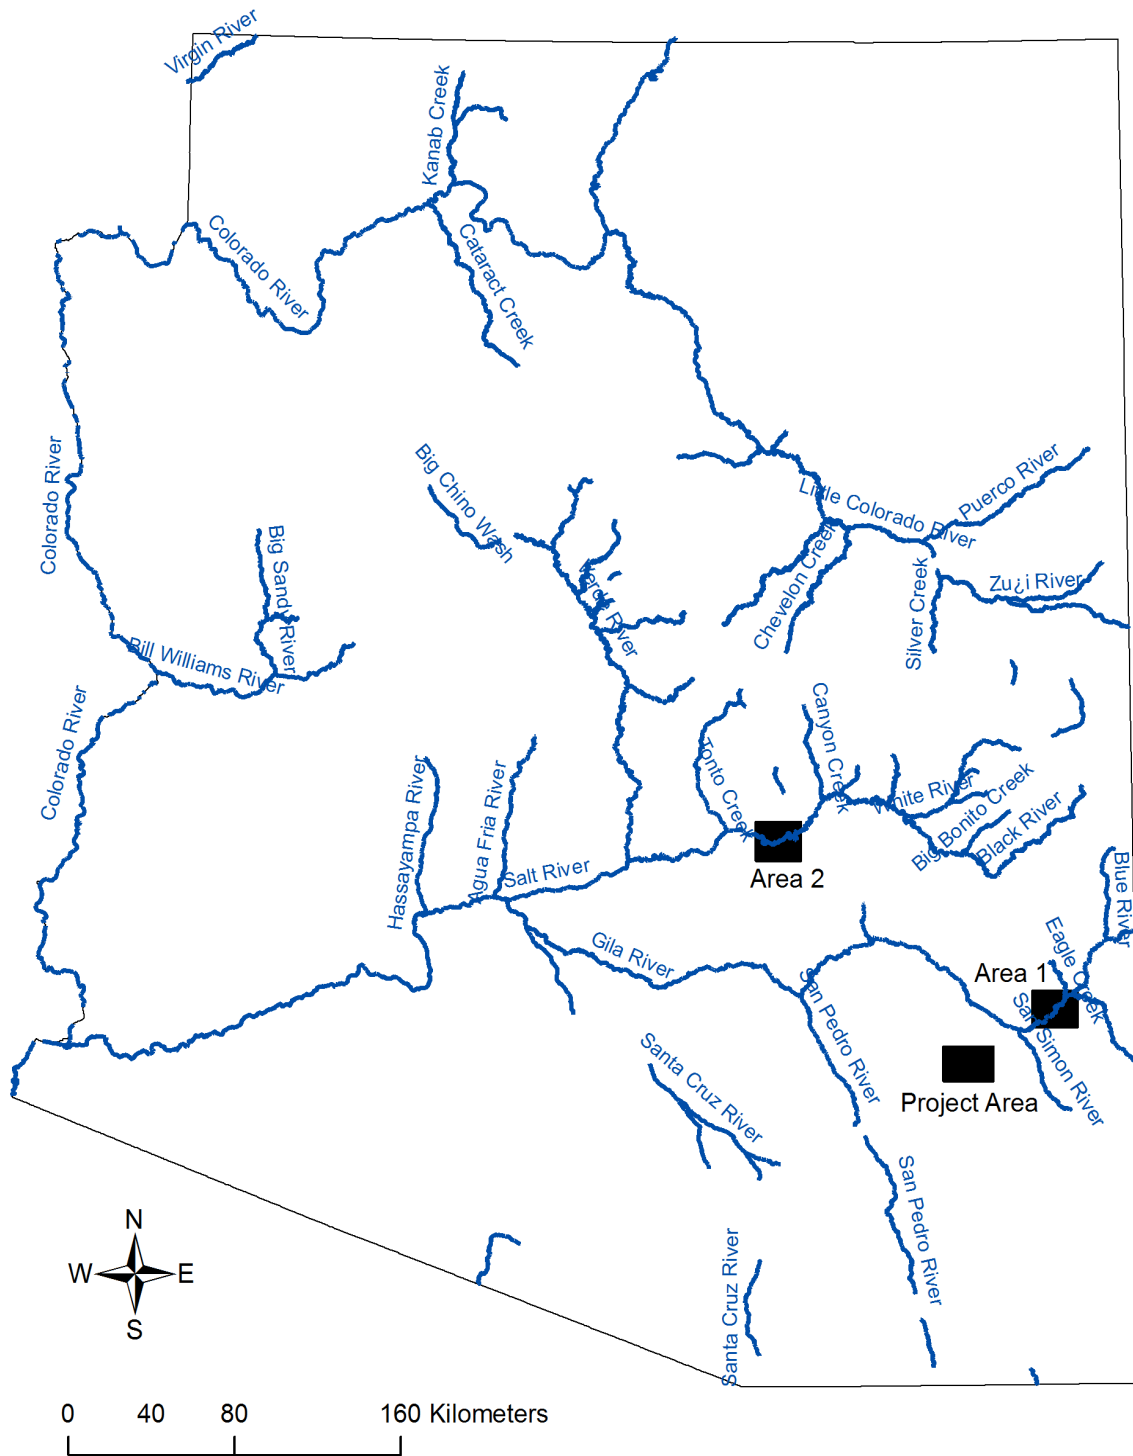 Virgin River
Kanab Creek
Colorado River
Cataract Creek
Colorado River
Big Chino Wash
Little Colorado River
Puerco River
Big Sandy River
Verde River
Chevelon Creek
Silver Creek
Zu¿i River
Bill Williams River
Colorado River
Tonto Creek
Canyon Creek
White River
Big Bonito Creek
Black River
Hassayampa River
Agua Fria River
Salt River
Area 2
Blue River
Gila River
Eagle Creek
Area 1
San Pedro River
San Simon River
Santa Cruz River
Project Area
San Pedro River
Santa Cruz River
N
W E
S
0 40 80 160 Kilometers